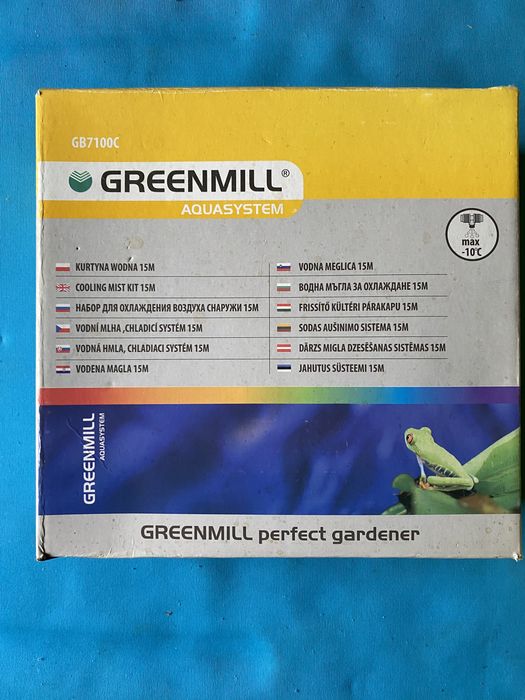 GB7100C
GREENMILL®
AQUASYSTEM
max
-10°C
KURTYNA WODNA 15M
COOLING MIST KIT 15M
НАБОР ДЛЯ ОХЛАЖДЕНИЯ ВОЗДУХА СНАРУЖИ 15M
VODNÍ MLHA ,CHLADICÍ SYSTÉM 15M
VODNÁ HMLA, CHLADIACI SYSTÉM 15M
VODENA MAGLA 15M
VODNA MEGLICA 15M
ВОДНА МЪГЛА ЗА ОХЛАЖДАНЕ 15M
FRISSÍTŐ KÜLTÉRI PÁRAKAPU 15M
SODAS AUŠINIMO SISTEMA 15M
DĀRZS MIGLA DZESĒŠANAS SISTĒMAS 15M
JAHUTUS SÜSTEEMI 15M
GREENMILL
AQUASYSTEM
GREENMILL perfect gardener